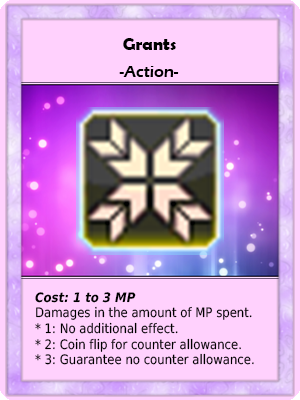 Grants
-Action-
Cost: 1 to 3 MP
Damages in the amount of MP spent.
* 1: No additional effect.
* 2: Coin flip for counter allowance.
* 3: Guarantee no counter allowance.